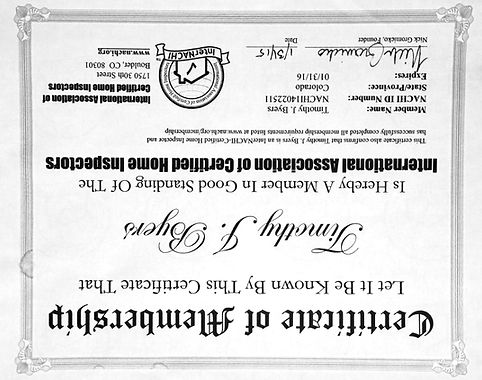 Certificate of Membership
Let It Be Known By This Certificate That
Timothy J. Byers
Is Hereby A Member In Good Standing Of The
International Association of Certified Home Inspectors
This certificate also confirms that Timothy J. Byers is an InterNACHI-Certified Home Inspector and
has successfully completed all membership requirements listed at www.nachi.org/membership
Member Name: Timothy J. Byers
NACHI ID Number: NACHI14022511
State/Province: Colorado
Expires: 01/31/16
Nick Gromicko
Nick Gromicko, Founder
Date
InterNACHI
International Association of
Certified Home Inspectors
1750 30th Street
Boulder, CO, 80301
www.nachi.org